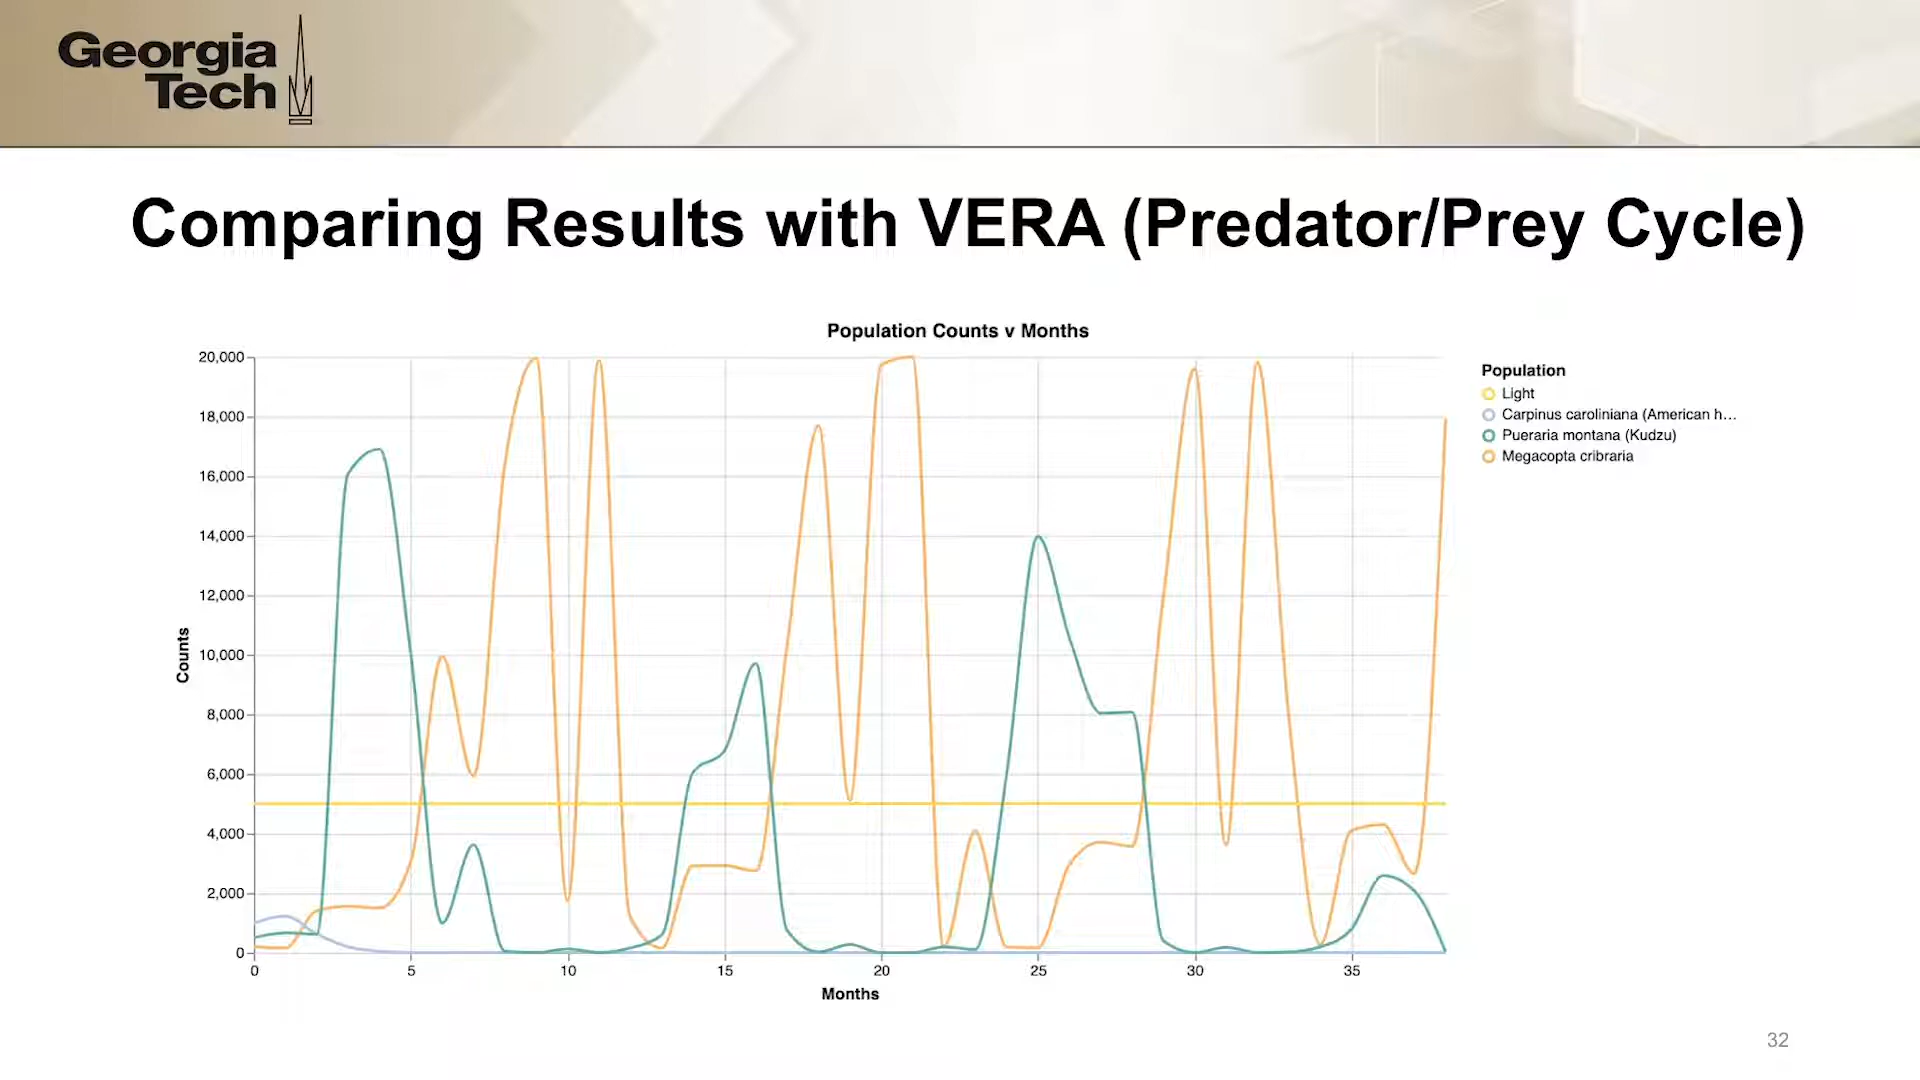 Georgia
Tech
Comparing Results with VERA (Predator/Prey Cycle)
Population Counts v Months
20,000
18,000
16,000
14,000
12,000
10,000
8,000
6,000
4,000
2,000
0
Counts
0 5 10 15 20 25 30 35
Months
Population
Light
Carpinus caroliniana (American h...
Pueraria montana (Kudzu)
Megacopta cribraria
32